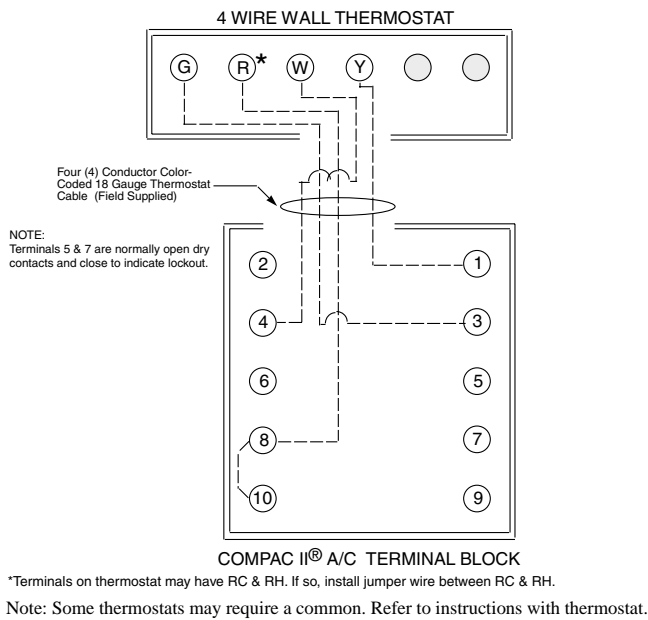 4 WIRE WALL THERMOSTAT
G R* W Y
Four (4) Conductor Color-
Coded 18 Gauge Thermostat
Cable (Field Supplied)
NOTE:
Terminals 5 & 7 are normally open dry
contacts and close to indicate lockout.
2 1
4 3
6 5
8 7
10 9
COMPAC II® A/C TERMINAL BLOCK
*Terminals on thermostat may have RC & RH. If so, install jumper wire between RC & RH.
Note: Some thermostats may require a common. Refer to instructions with thermostat.